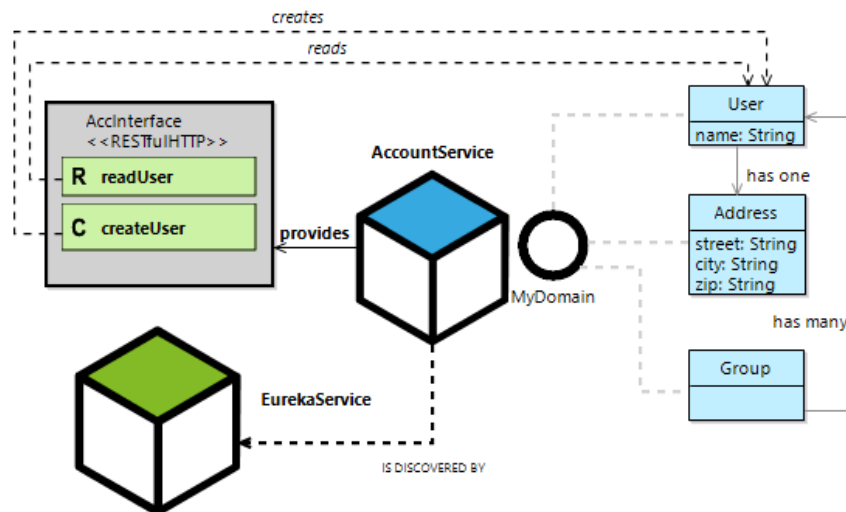 creates
reads
AccInterface
<<RESTfulHTTP>>
R readUser
C createUser
provides
AccountService
MyDomain
User
name: String
has one
Address
street: String
city: String
zip: String
has many
Group
EurekaService
IS DISCOVERED BY